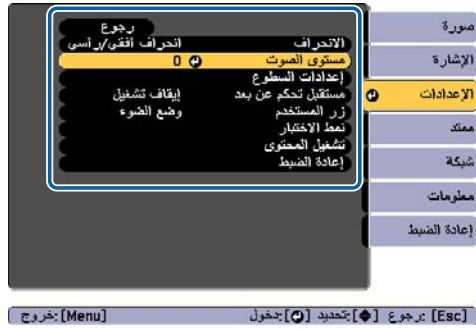 رجوع
الانحراف انحراف أفقي/رأسي
مستوى الصوت 0
إعدادات السطوع
مستقبل تحكم عن بعد إيقاف تشغيل
زر المستخدم وضع الضوء
نمط الاختبار
تشغيل المحتوى
إعادة الضبط
صورة
الإشارة
الإعدادات
ممتد
شبكة
معلومات
إعادة الضبط
[Esc] :رجوع [ ]:تحديد [ ]:دخول [Menu] :خروج